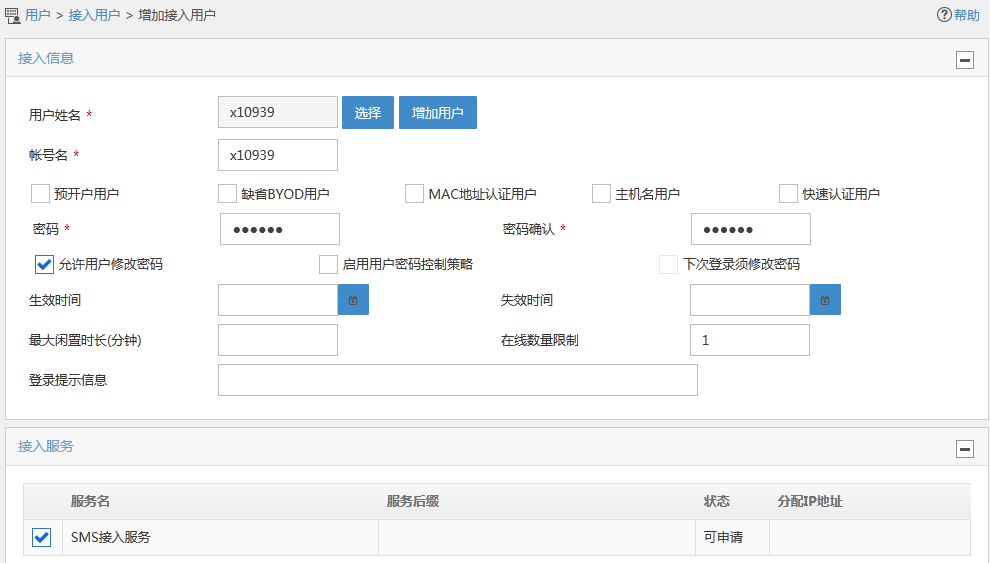 用户 > 接入用户 > 增加接入用户 帮助
接入信息
用户姓名 * x10939 选择 增加用户
帐号名 * x10939
预开户用户 缺省BYOD用户 MAC地址认证用户 主机名用户 快速认证用户
密码 * ●●●●●● 密码确认 * ●●●●●●
允许用户修改密码 启用用户密码控制策略 下次登录须修改密码
生效时间 失效时间
最大闲置时长(分钟) 在线数量限制 1
登录提示信息
接入服务
服务名 服务后缀 状态 分配IP地址
SMS接入服务 可申请